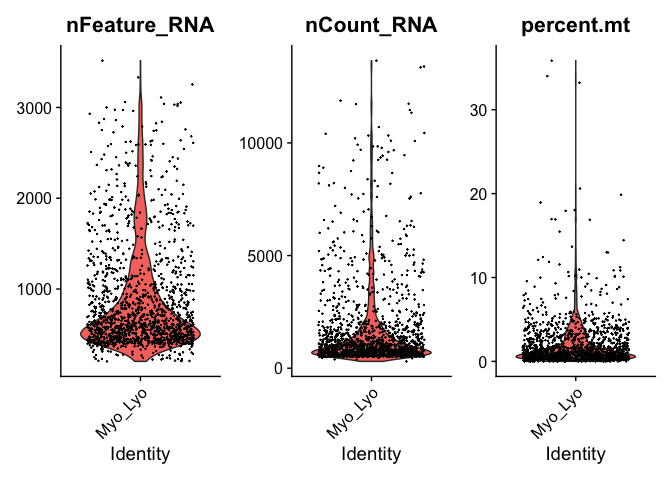 nFeature_RNA
3000
2000
1000
Myo_Lyo
Identity
nCount_RNA
10000
5000
0
Myo_Lyo
Identity
percent.mt
30
20
10
0
Myo_Lyo
Identity